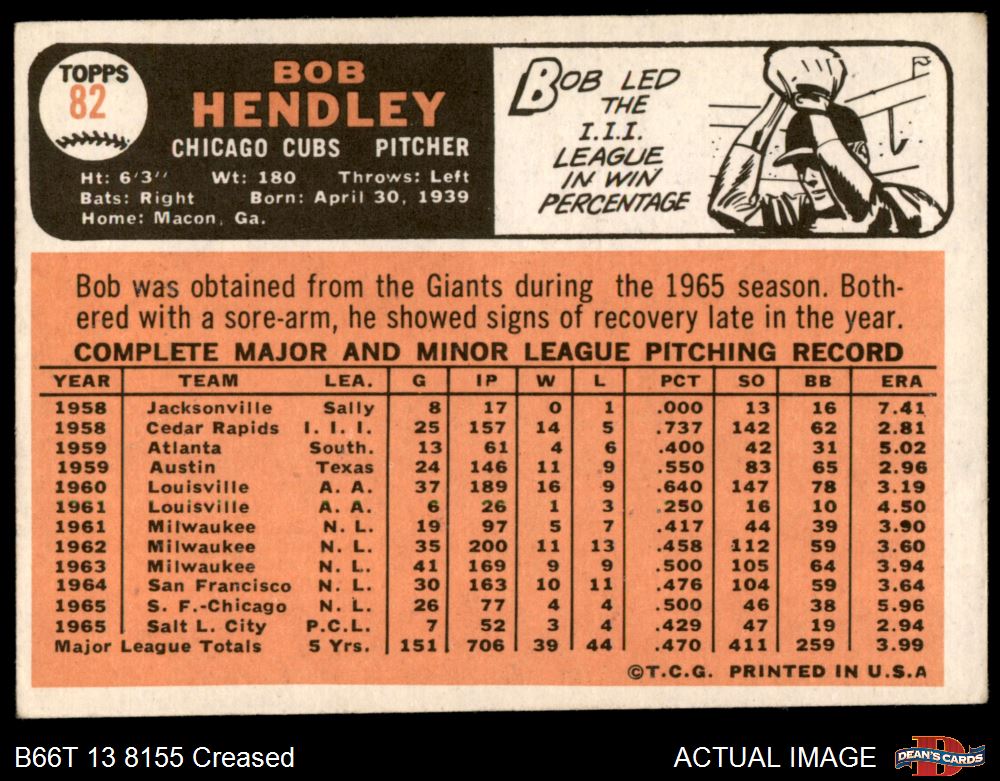 TOPPS
82
BOB
HENDLEY
CHICAGO CUBS PITCHER
Ht: 6'3" Wt: 180 Throws: Left
Bats: Right Born: April 30, 1939
Home: Macon, Ga.
BOB LED
THE
I.I.I.
LEAGUE
IN WIN
PERCENTAGE
Bob was obtained from the Giants during the 1965 season. Both-
ered with a sore-arm, he showed signs of recovery late in the year.
COMPLETE MAJOR AND MINOR LEAGUE PITCHING RECORD
YEAR TEAM LEA. G IP W L PCT SO BB ERA
1958 Jacksonville Sally 8 17 0 1 .000 13 16 7.41
1958 Cedar Rapids I. I. I. 25 157 14 5 .737 142 62 2.81
1959 Atlanta South. 13 61 4 6 .400 42 31 5.02
1959 Austin Texas 24 146 11 9 .550 83 65 2.96
1960 Louisville A. A. 37 189 16 9 .640 147 78 3.19
1961 Louisville A. A. 6 26 1 3 .250 16 10 4.50
1961 Milwaukee N. L. 19 97 5 7 .417 44 39 3.90
1962 Milwaukee N. L. 35 200 11 13 .458 112 59 3.60
1963 Milwaukee N. L. 41 169 9 9 .500 105 64 3.94
1964 San Francisco N. L. 30 163 10 11 .476 104 59 3.64
1965 S. F.-Chicago N. L. 26 77 4 4 .500 46 38 5.96
1965 Salt L. City P.C.L. 7 52 3 4 .429 47 19 2.94
Major League Totals 5 Yrs. 151 706 39 44 .470 411 259 3.99
©T.C.G. PRINTED IN U.S.A
B66T 13 8155 Creased
ACTUAL IMAGE
DEAN'S CARDS